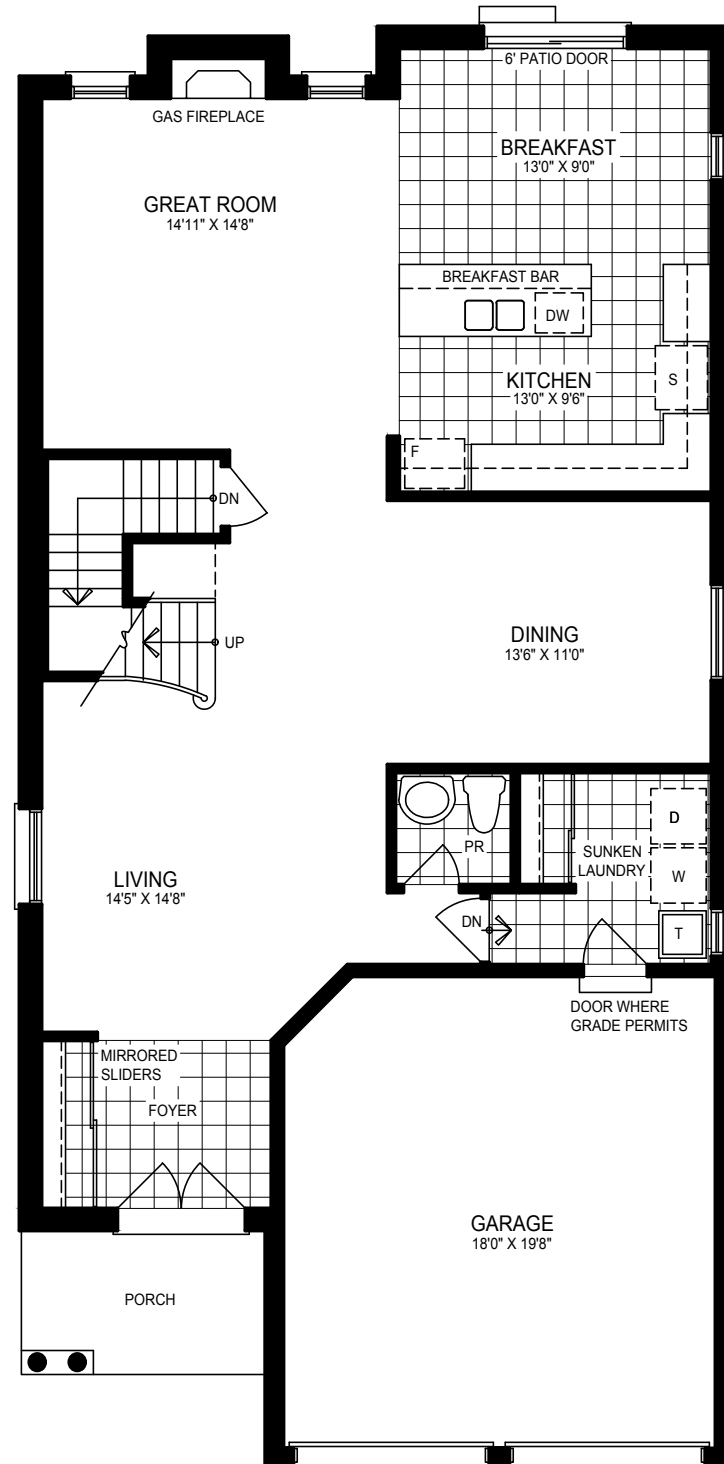 6' PATIO DOOR
GAS FIREPLACE
BREAKFAST
13'0" X 9'0"
GREAT ROOM
14'11" X 14'8"
BREAKFAST BAR
DW
KITCHEN
13'0" X 9'6"
S
F
DN
UP
DINING
13'6" X 11'0"
D
PR
SUNKEN
LAUNDRY
W
LIVING
14'5" X 14'8"
DN
T
DOOR WHERE
GRADE PERMITS
MIRRORED
SLIDERS
FOYER
GARAGE
18'0" X 19'8"
PORCH